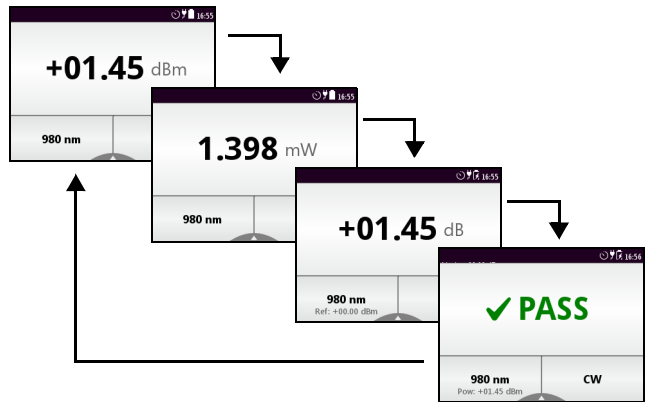 16:55
+01.45 dBm
980 nm
16:55
1.398 mW
980 nm
16:55
+01.45 dB
980 nm
Ref: +00.00 dBm
16:56
PASS
980 nm
CW
Pow: +01.45 dBm